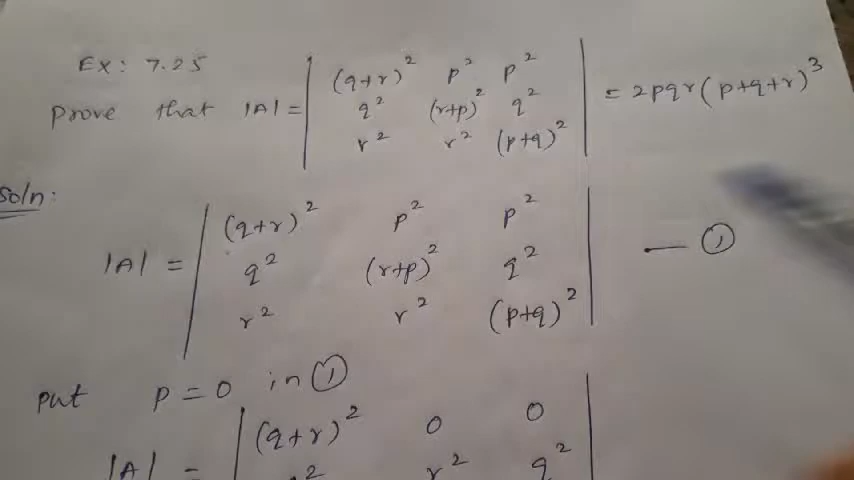 Ex: 7.25
(q+r)² p² p²
Prove that |A| = q² (r+p)² q² = 2pqr(p+q+r)³
r² r² (p+q)²
Soln:
(q+r)² p² p²
|A| = q² (r+p)² q² — ①
r² r² (p+q)²
Put p=0 in ①
(q+r)² 0 0
|A| = q² r² q²